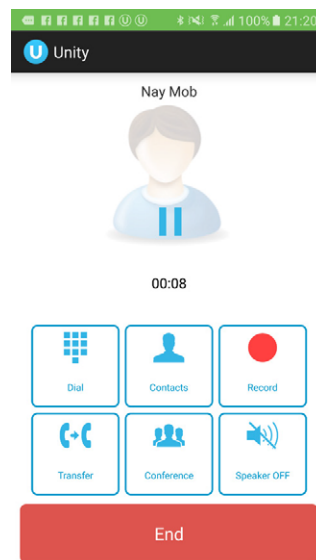 100% 21:20
U Unity
Nay Mob
00:08
Dial Contacts Record
Transfer Conference Speaker OFF
End